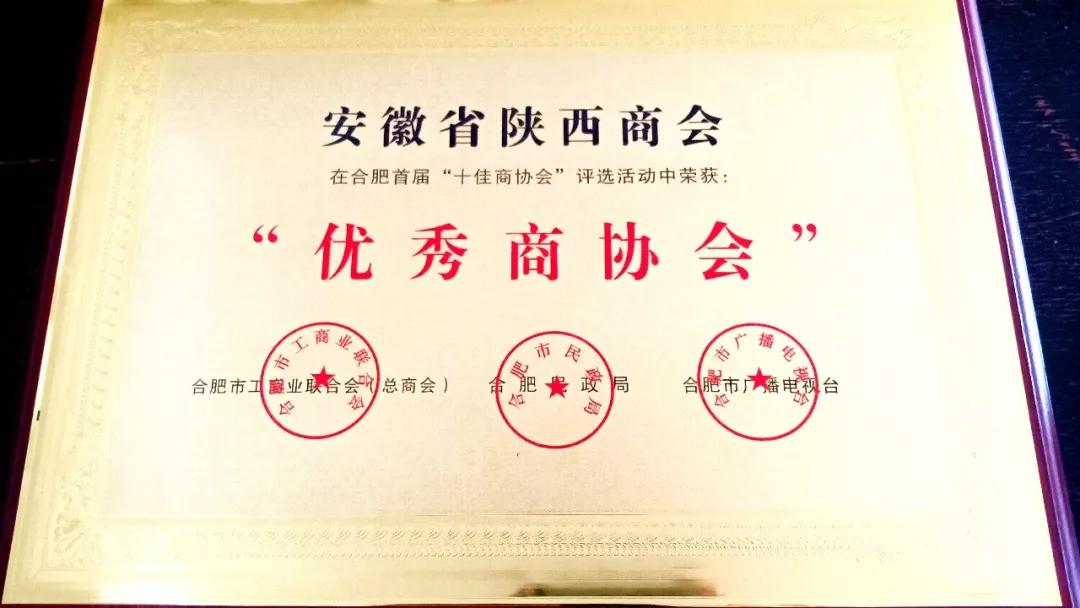 安徽省陕西商会
在合肥首届“十佳商协会”评选活动中荣获：
“优秀商协会”
合肥市工商业联合会（总商会） 合肥民政局 合肥市广播电视台
合肥市工商业联合会
合肥市民政局
合肥市广播电视台